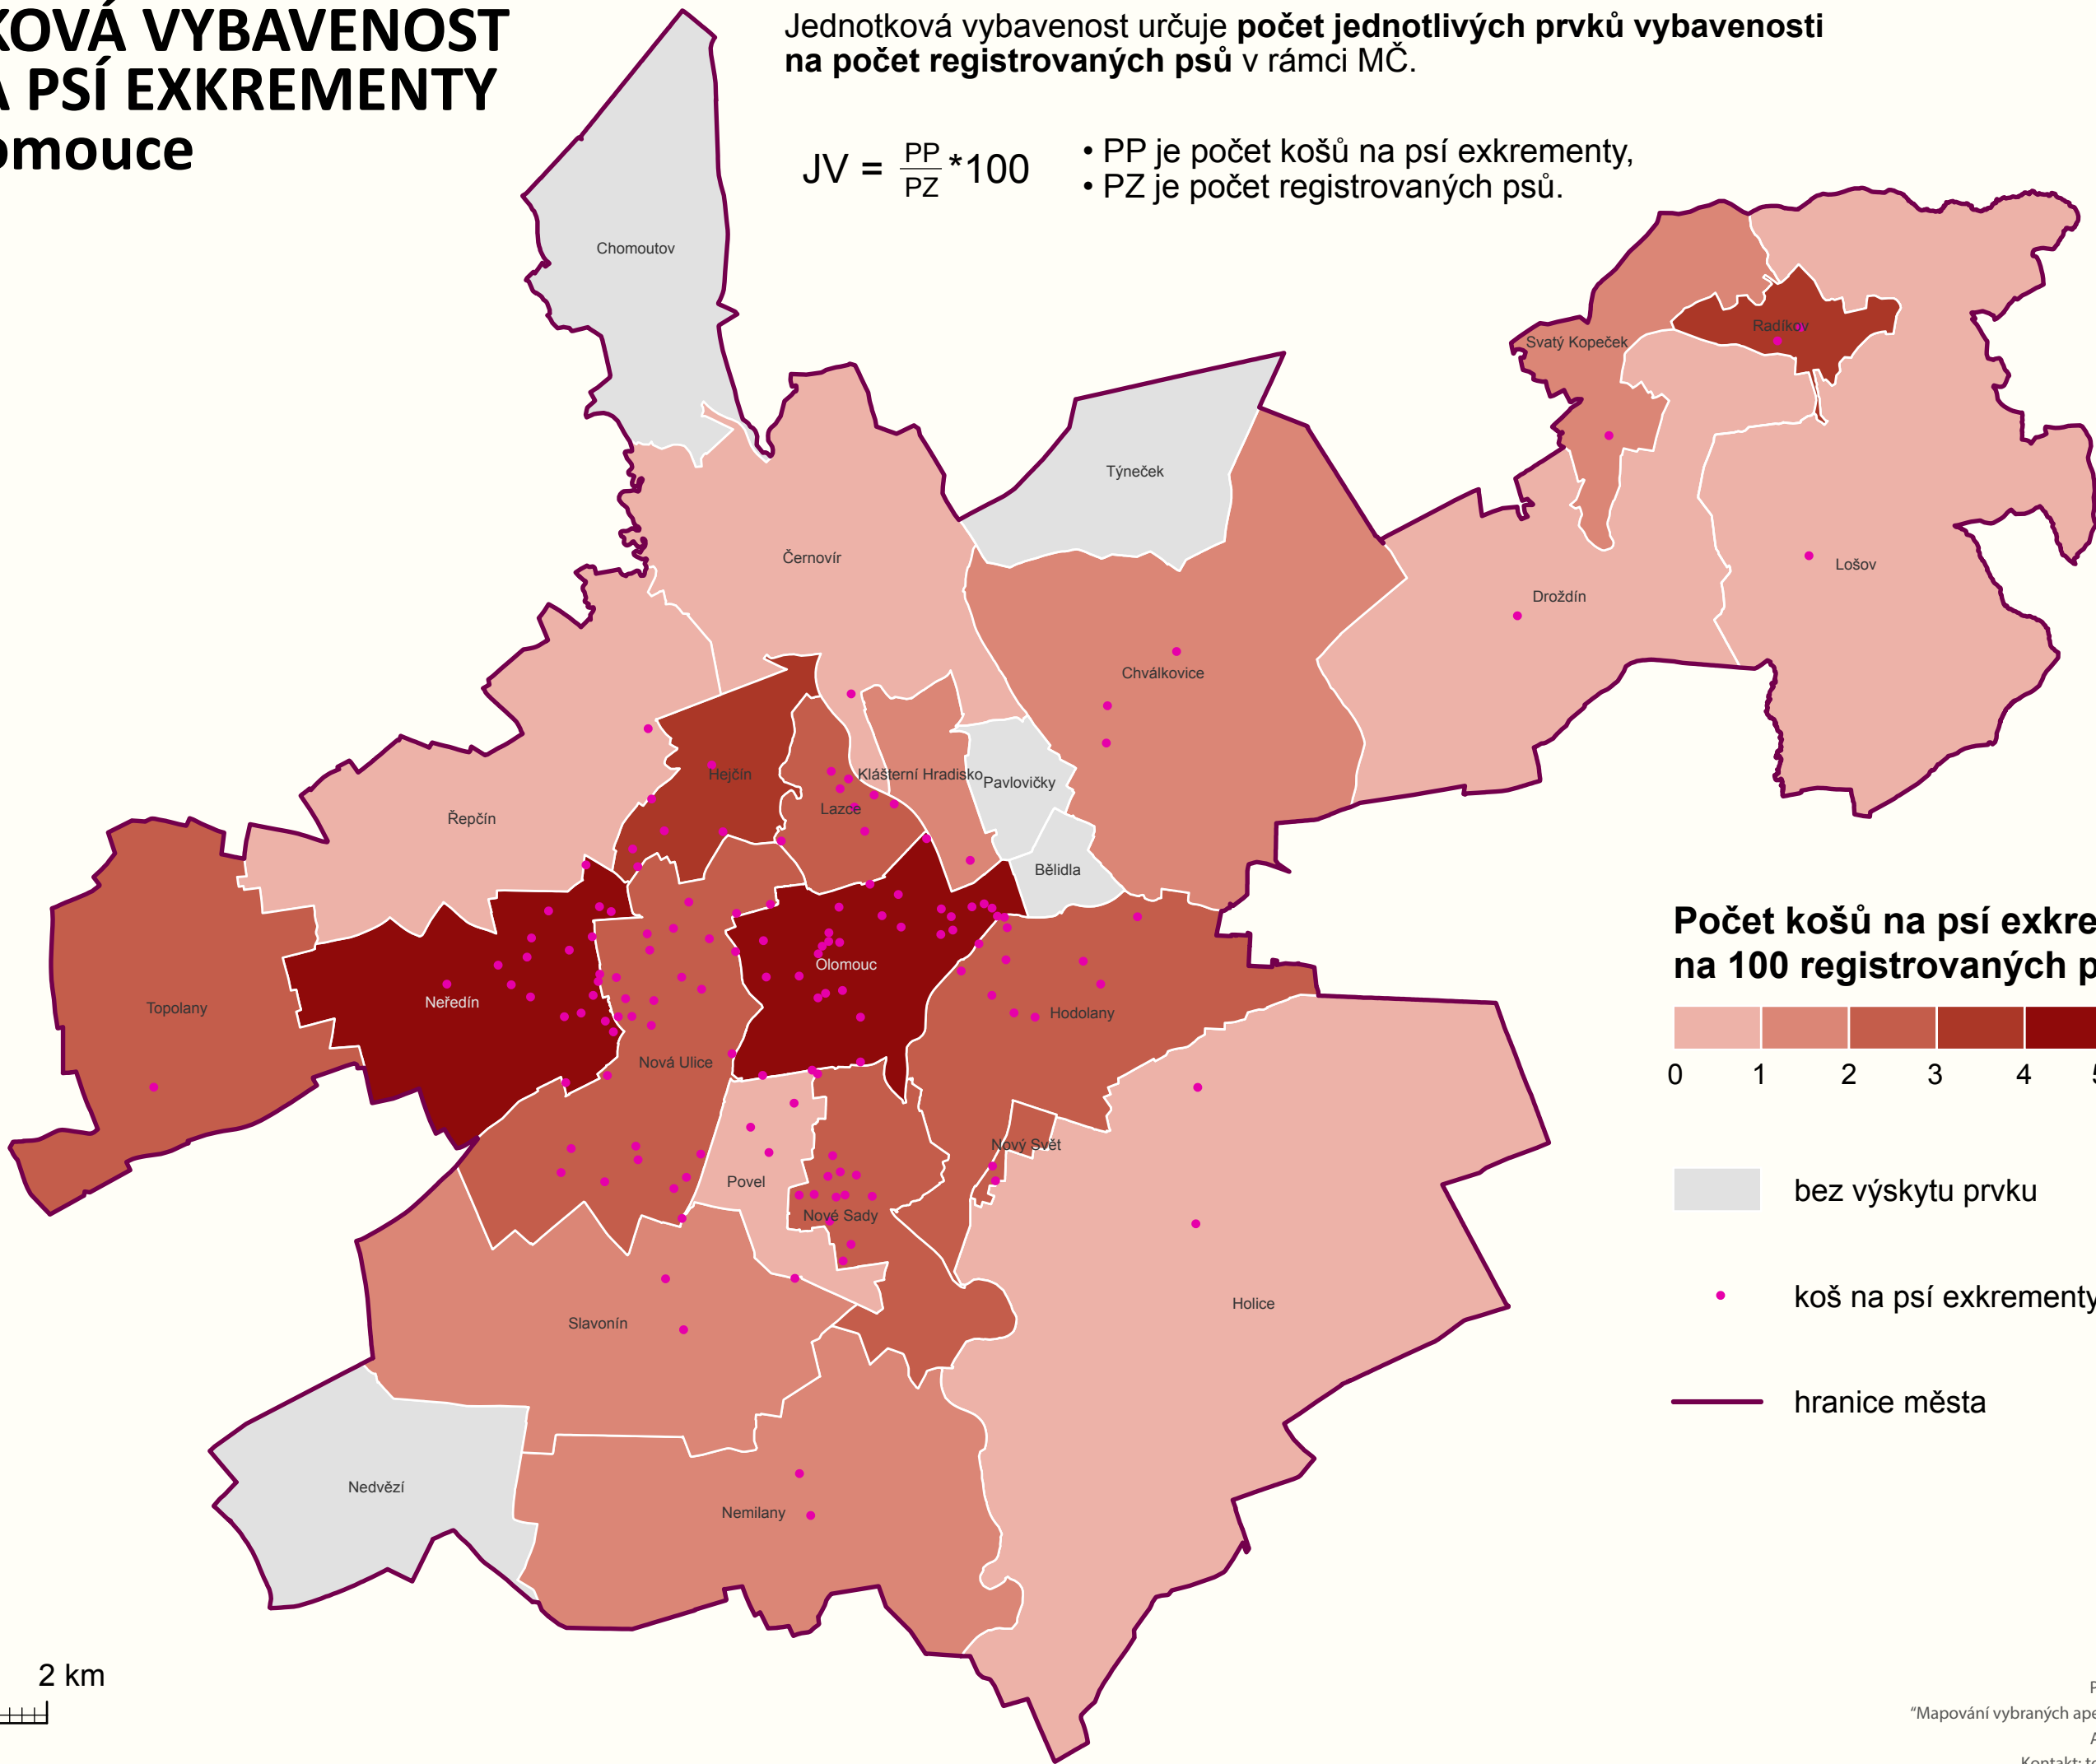 KOVÁ VYBAVENOST
A PSÍ EXKREMENTY
omouce
Jednotková vybavenost určuje počet jednotlivých prvků vybavenosti
na počet registrovaných psů v rámci MČ.
JV = PP/PZ *100
• PP je počet košů na psí exkrementy,
• PZ je počet registrovaných psů.
Chomoutov
Radíkov
Svatý Kopeček
Týneček
Černovír
Lošov
Droždín
Chválkovice
Hejčín
Klášterní Hradisko
Pavlovičky
Lazce
Řepčín
Bělidla
Olomouc
Neředín
Topolany
Hodolany
Nová Ulice
Nový Svět
Povel
Nové Sady
Holice
Slavonín
Nedvězí
Nemilany
Počet košů na psí exkre
na 100 registrovaných p
0 1 2 3 4 5
bez výskytu prvku
koš na psí exkrementy
hranice města
2 km
P
“Mapování vybraných ape
Kontakt: te